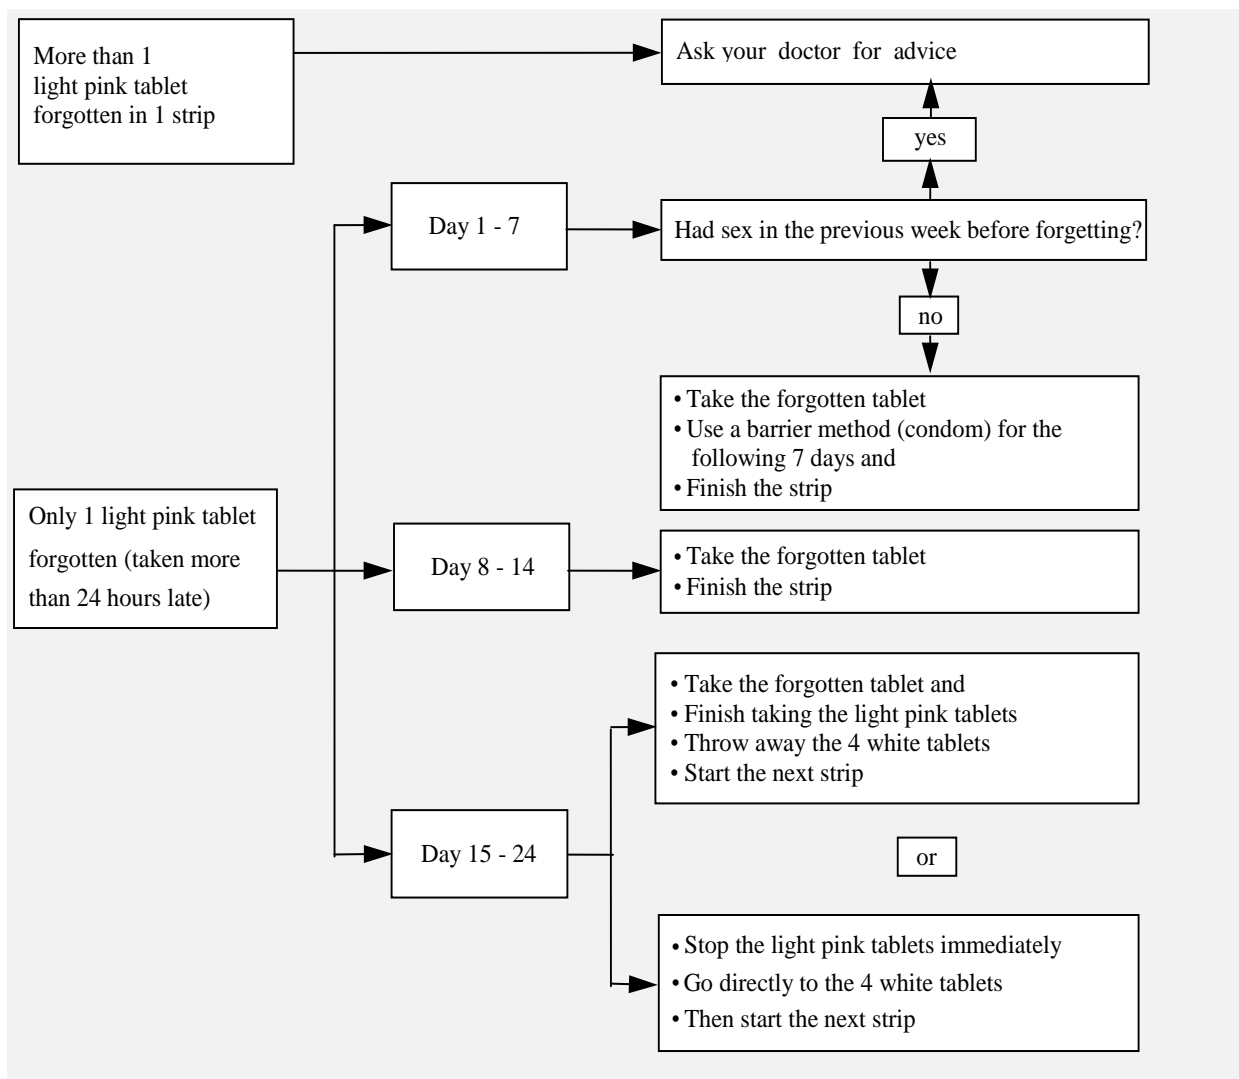 More than 1
light pink tablet
forgotten in 1 strip
Ask your doctor for advice
yes
Day 1 - 7
Had sex in the previous week before forgetting?
no
• Take the forgotten tablet
• Use a barrier method (condom) for the
following 7 days and
• Finish the strip
Only 1 light pink tablet
forgotten (taken more
than 24 hours late)
Day 8 - 14
• Take the forgotten tablet
• Finish the strip
• Take the forgotten tablet and
• Finish taking the light pink tablets
• Throw away the 4 white tablets
• Start the next strip
Day 15 - 24
or
• Stop the light pink tablets immediately
• Go directly to the 4 white tablets
• Then start the next strip